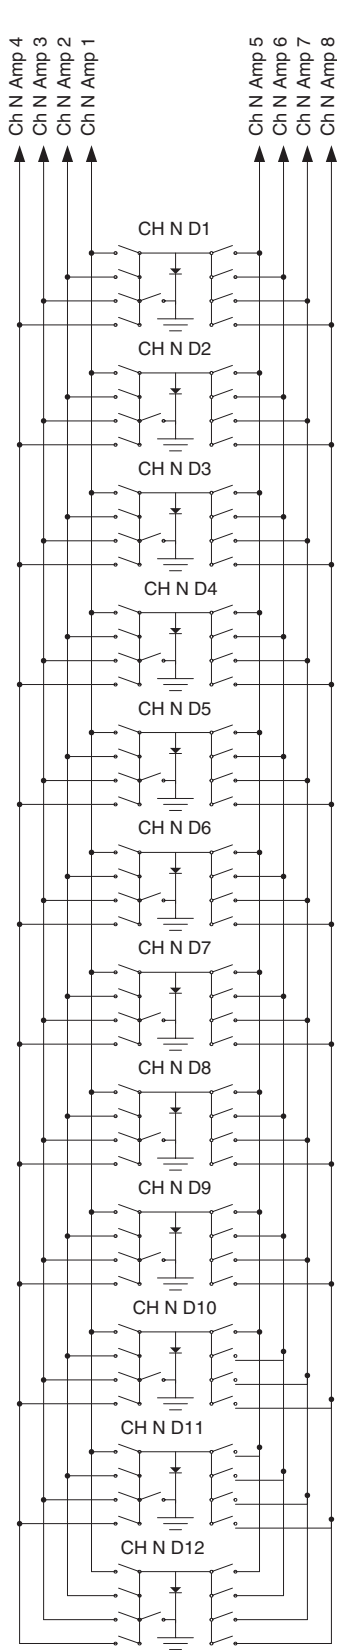 Ch N Amp 4
Ch N Amp 3
Ch N Amp 2
Ch N Amp 1
Ch N Amp 5
Ch N Amp 6
Ch N Amp 7
Ch N Amp 8
CH N D1
CH N D2
CH N D3
CH N D4
CH N D5
CH N D6
CH N D7
CH N D8
CH N D9
CH N D10
CH N D11
CH N D12